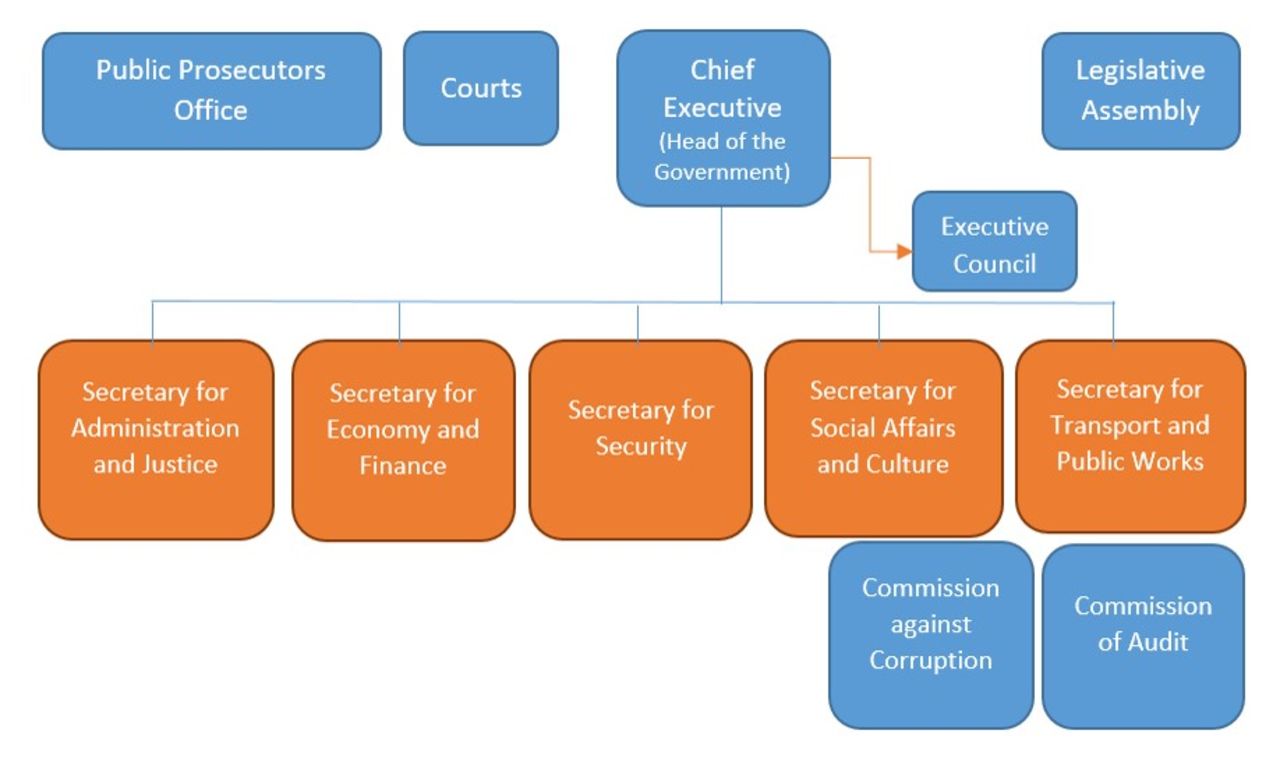 Public Prosecutors
Office
Courts
Chief
Executive
(Head of the
Government)
Legislative
Assembly
Executive
Council
Secretary for
Administration
and Justice
Secretary for
Economy and
Finance
Secretary for
Security
Secretary for
Social Affairs
and Culture
Secretary for
Transport and
Public Works
Commission
against
Corruption
Commission
of Audit